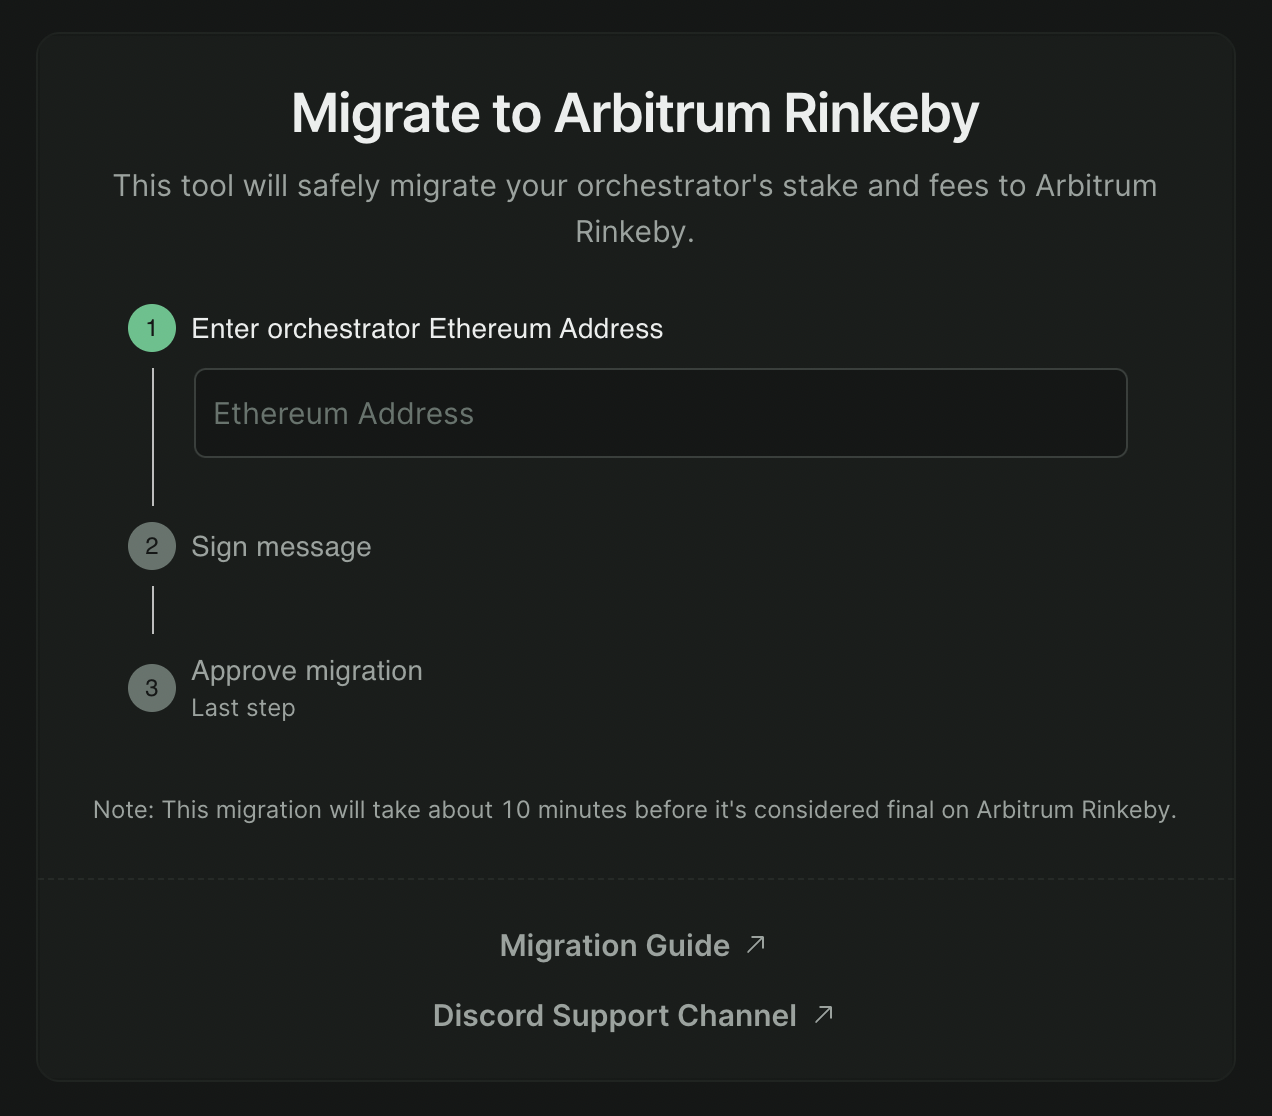 Migrate to Arbitrum Rinkeby
This tool will safely migrate your orchestrator's stake and fees to Arbitrum
Rinkeby.
1 Enter orchestrator Ethereum Address
Ethereum Address
2 Sign message
3 Approve migration
Last step
Note: This migration will take about 10 minutes before it's considered final on Arbitrum Rinkeby.
Migration Guide
Discord Support Channel